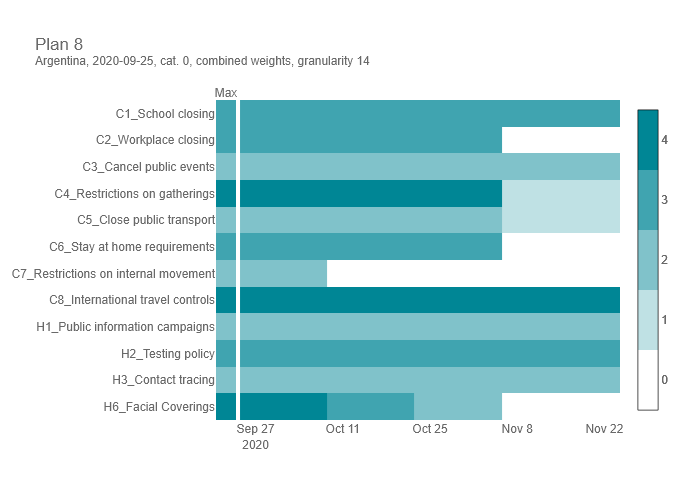 Plan 8
Argentina, 2020-09-25, cat. 0, combined weights, granularity 14
Max
C1_School closing
C2_Workplace closing
C3_Cancel public events
C4_Restrictions on gatherings
C5_Close public transport
C6_Stay at home requirements
C7_Restrictions on internal movement
C8_International travel controls
H1_Public information campaigns
H2_Testing policy
H3_Contact tracing
H6_Facial Coverings
Sep 27 Oct 11 Oct 25 Nov 8 Nov 22
2020
4
3
2
1
0